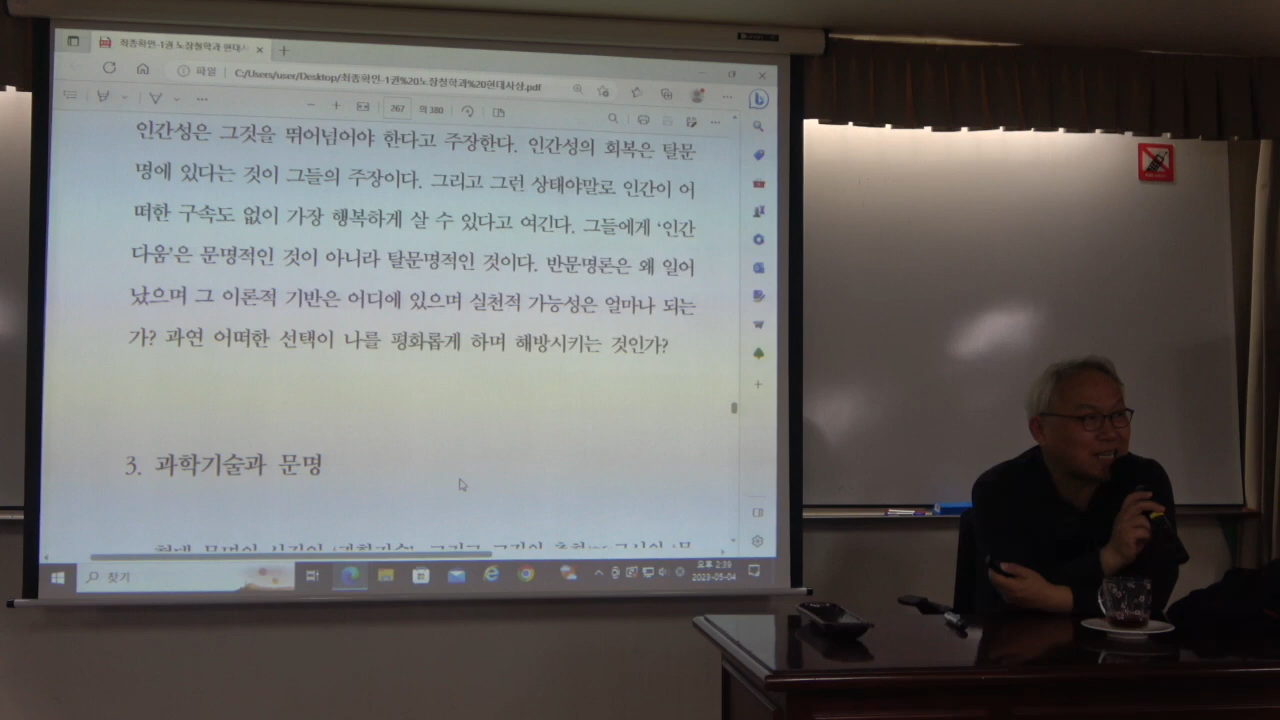 최종확인-1권 노장철학과 현대사
파일 C:/Users/user/Desktop/최종확인-1권%20노장철학과%20현대사상.pdf
267 의 380
인간성은 그것을 뛰어넘어야 한다고 주장한다. 인간성의 회복은 탈문
명에 있다는 것이 그들의 주장이다. 그리고 그런 상태야말로 인간이 어
떠한 구속도 없이 가장 행복하게 살 수 있다고 여긴다. 그들에게 ‘인간
다움’은 문명적인 것이 아니라 탈문명적인 것이다. 반문명론은 왜 일어
났으며 그 이론적 기반은 어디에 있으며 실천적 가능성은 얼마나 되는
가? 과연 어떠한 선택이 나를 평화롭게 하며 해방시키는 것인가?
3. 과학기술과 문명
찾기
오후 2:39
2023-05-04